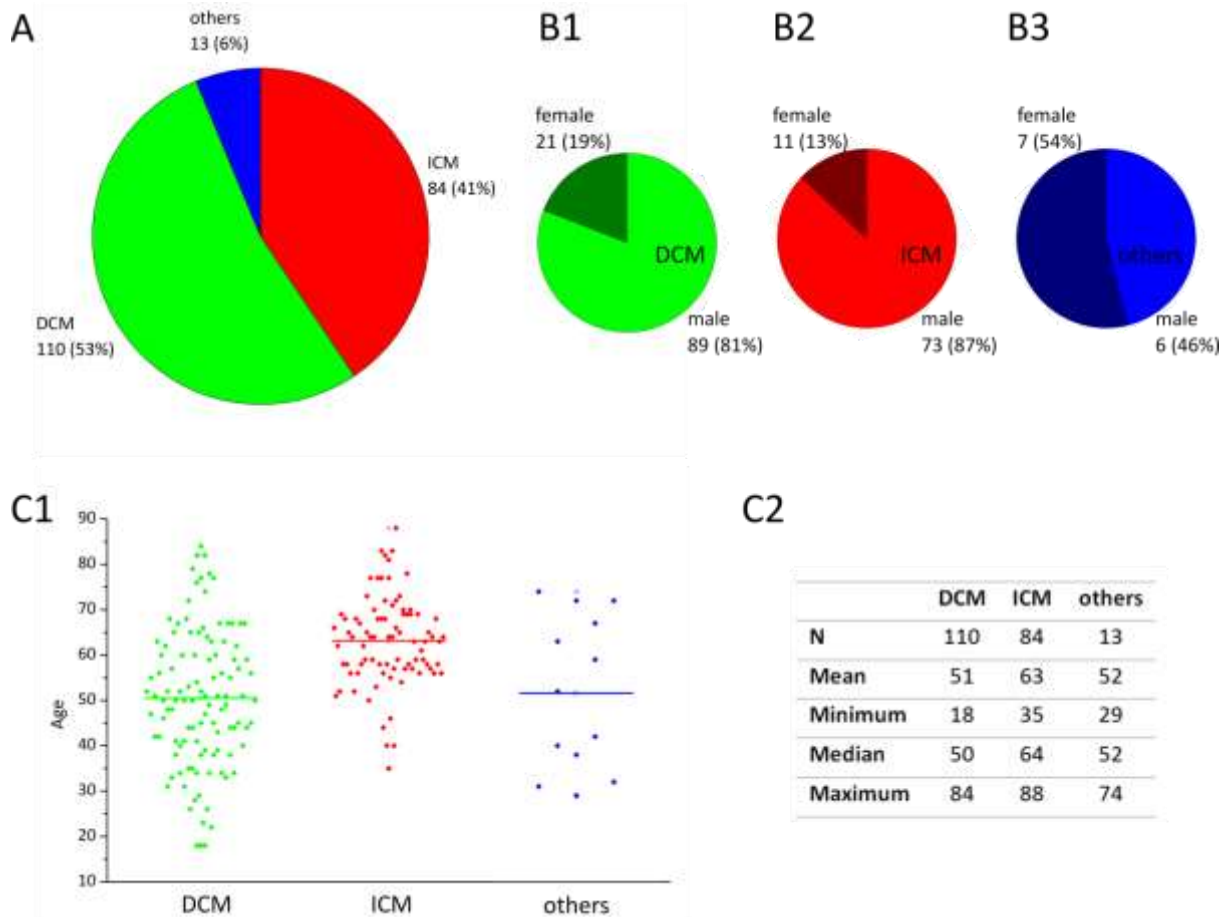 A
others
13 (6%)
ICM
84 (41%)
DCM
110 (53%)
B1
female
21 (19%)
DCM
male
89 (81%)
B2
female
11 (13%)
ICM
male
73 (87%)
B3
female
7 (54%)
others
male
6 (46%)
C1
Age
90
80
70
60
50
40
30
20
10
DCM ICM others
C2
DCM ICM others
N 110 84 13
Mean 51 63 52
Minimum 18 35 29
Median 50 64 52
Maximum 84 88 74